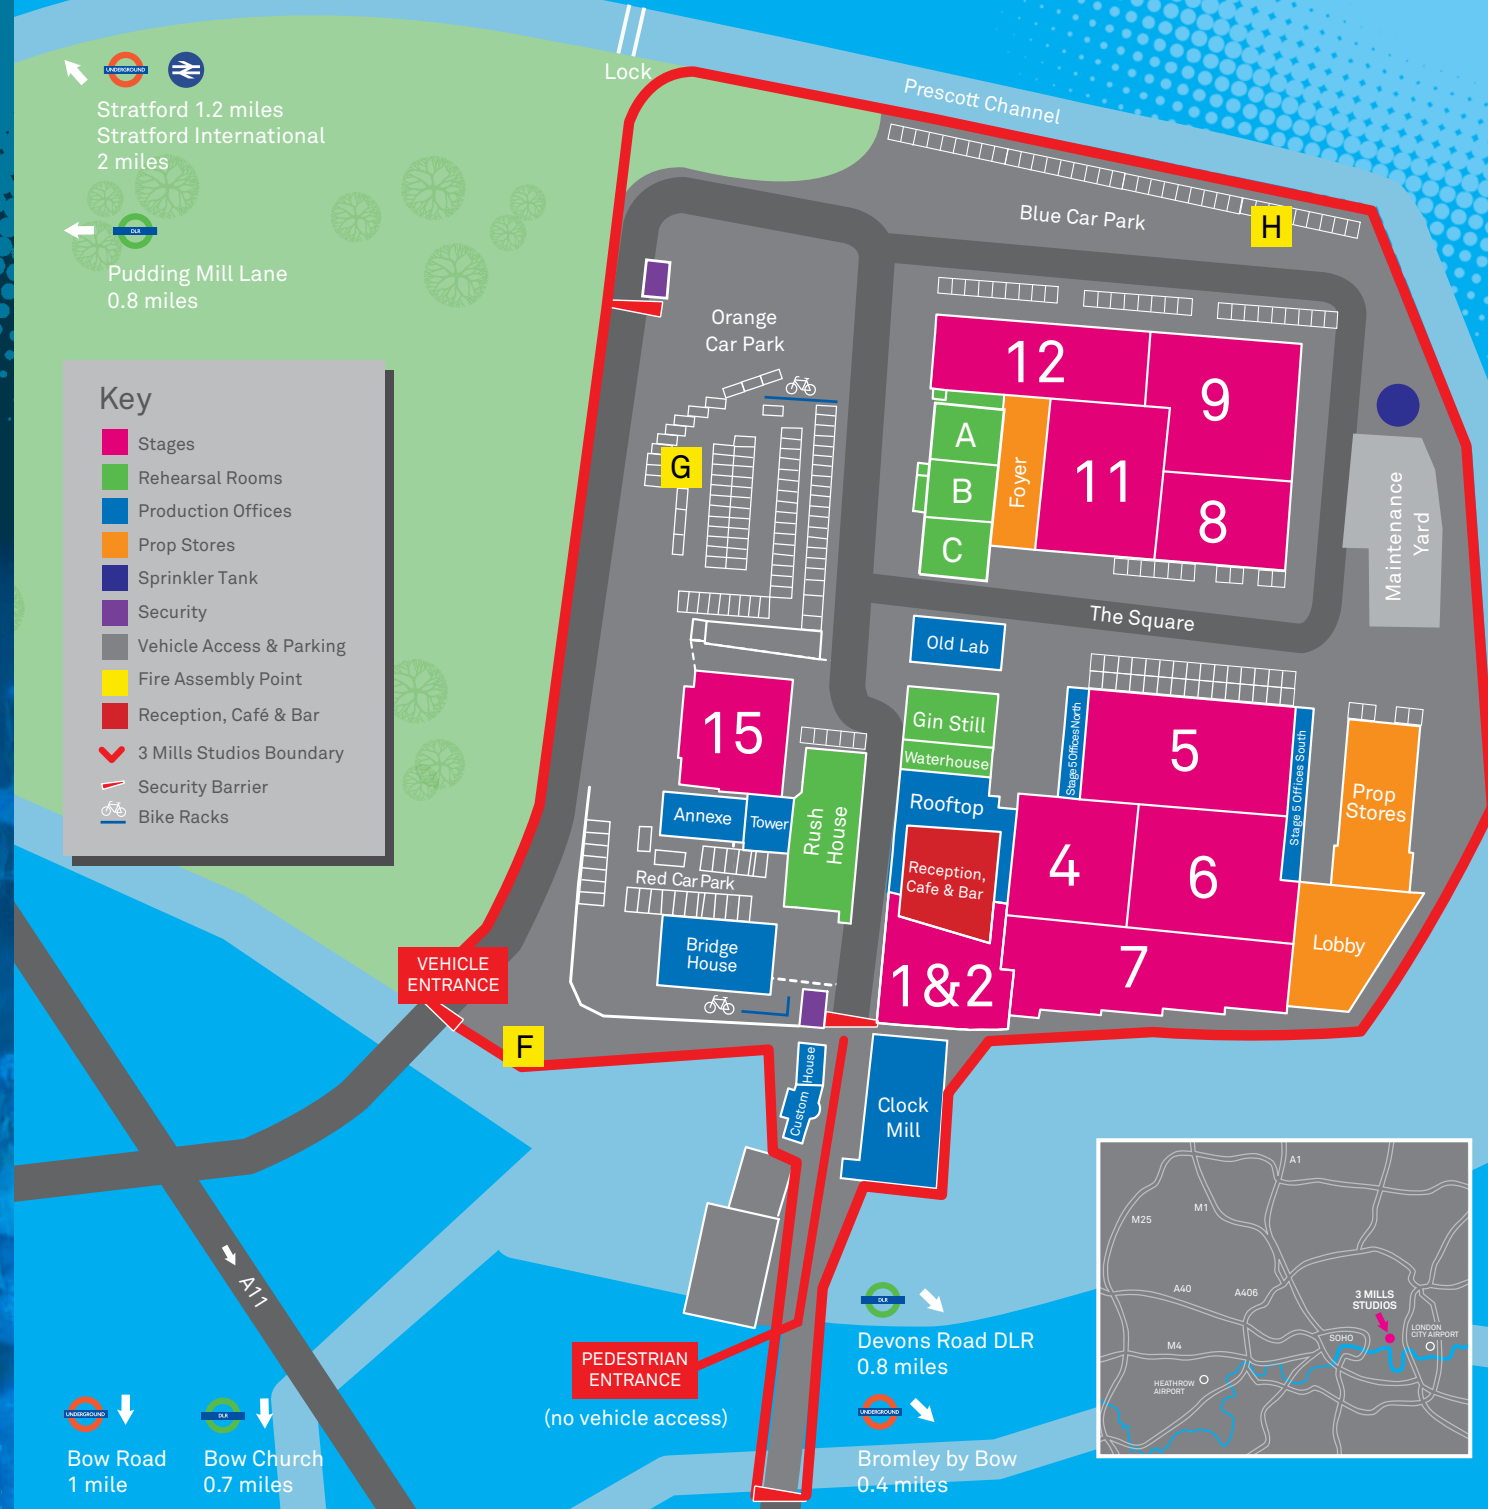 Lock
Prescott Channel
UNDERGROUND
Stratford 1.2 miles
Stratford International
2 miles
DLR
Pudding Mill Lane
0.8 miles
Blue Car Park
H
Orange
Car Park
G
Key
Stages
Rehearsal Rooms
Production Offices
Prop Stores
Sprinkler Tank
Security
Vehicle Access & Parking
Fire Assembly Point
Reception, Café & Bar
3 Mills Studios Boundary
Security Barrier
Bike Racks
12
9
A
B
C
Foyer
11
8
Maintenance
Yard
The Square
Old Lab
Gin Still
Waterhouse
Rooftop
Reception,
Cafe & Bar
Stage 5 Offices North
5
Stage 5 Offices South
Prop
Stores
15
Annexe
Tower
Rush
House
Red Car Park
Bridge
House
4
6
7
1&2
Lobby
VEHICLE
ENTRANCE
F
Custom
House
Clock
Mill
A11
PEDESTRIAN
ENTRANCE
(no vehicle access)
DLR
Devons Road DLR
0.8 miles
UNDERGROUND
Bromley by Bow
0.4 miles
UNDERGROUND
Bow Road
1 mile
DLR
Bow Church
0.7 miles
A1
M1
M25
A40
A406
3 MILLS
STUDIOS
SOHO
LONDON
CITY AIRPORT
M4
HEATHROW
AIRPORT